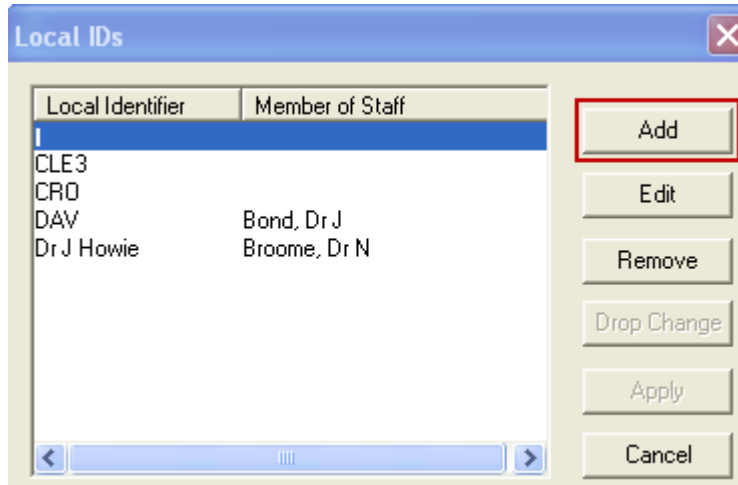 Local IDs
Local Identifier Member of Staff
CLE3
CRO
DAV Bond, Dr J
Dr J Howie Broome, Dr N
Add
Edit
Remove
Drop Change
Apply
Cancel